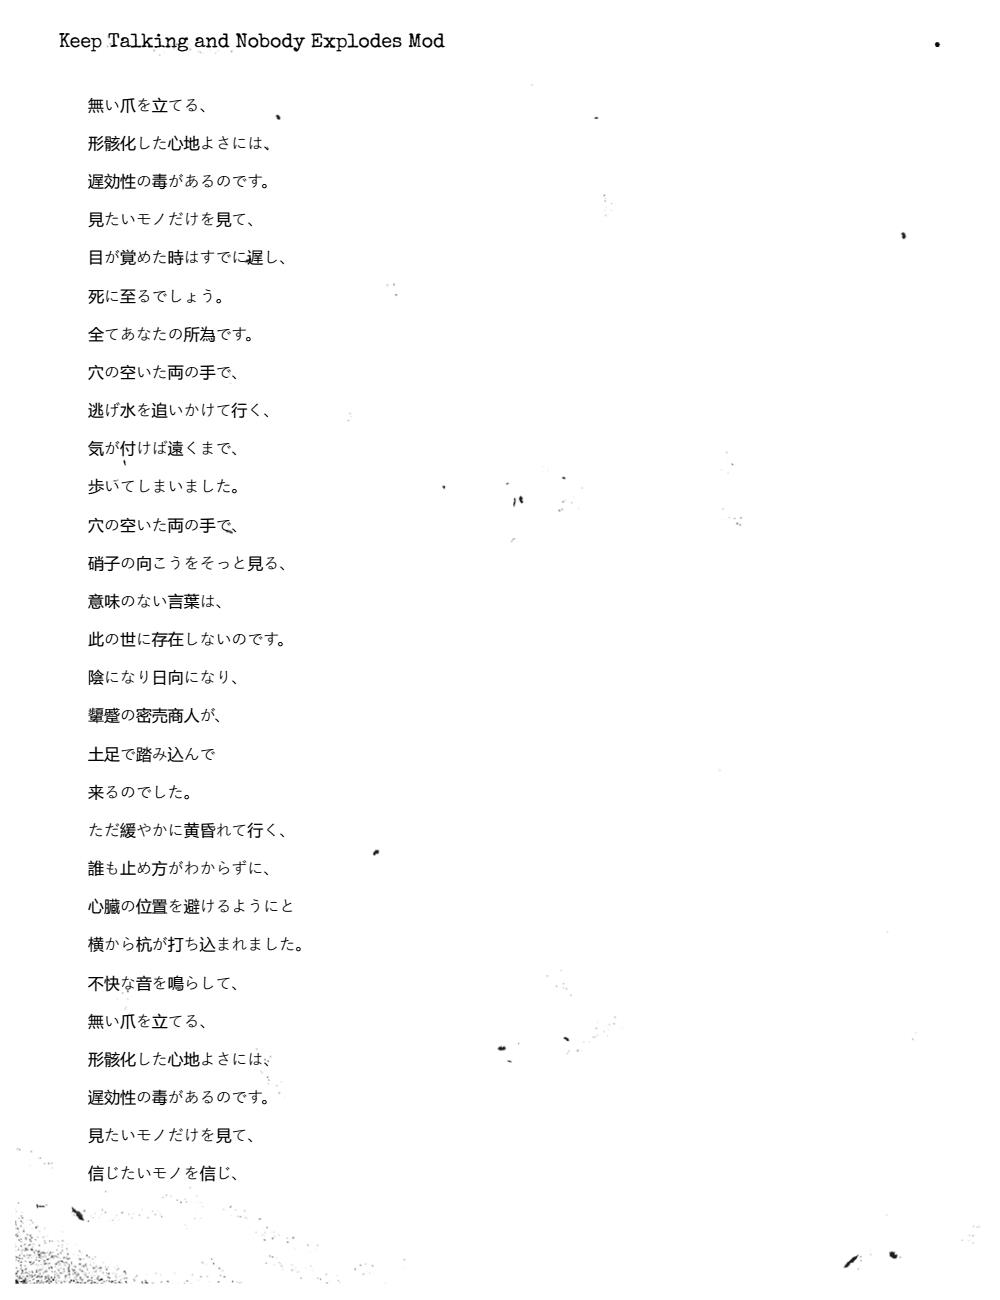 Keep Talking and Nobody Explodes Mod
無い爪を立てる、
形骸化した心地よさには、
遅効性の毒があるのです。
見たいモノだけを見て、
目が覚めた時はすでに遅し、
死に至るでしょう。
全てあなたの所為です。
穴の空いた両の手で、
逃げ水を追いかけて行く、
気が付けば遠くまで、
歩いてしまいました。
穴の空いた両の手で、
硝子の向こうをそっと見る、
意味のない言葉は、
此の世に存在しないのです。
陰になり日向になり、
顰蹙の密売商人が、
土足で踏み込んで
来るのでした。
ただ緩やかに黄昏れて行く、
誰も止め方がわからずに、
心臓の位置を避けるようにと
横から杭が打ち込まれました。
不快な音を鳴らして、
無い爪を立てる、
形骸化した心地よさには、
遅効性の毒があるのです。
見たいモノだけを見て、
信じたいモノを信じ、